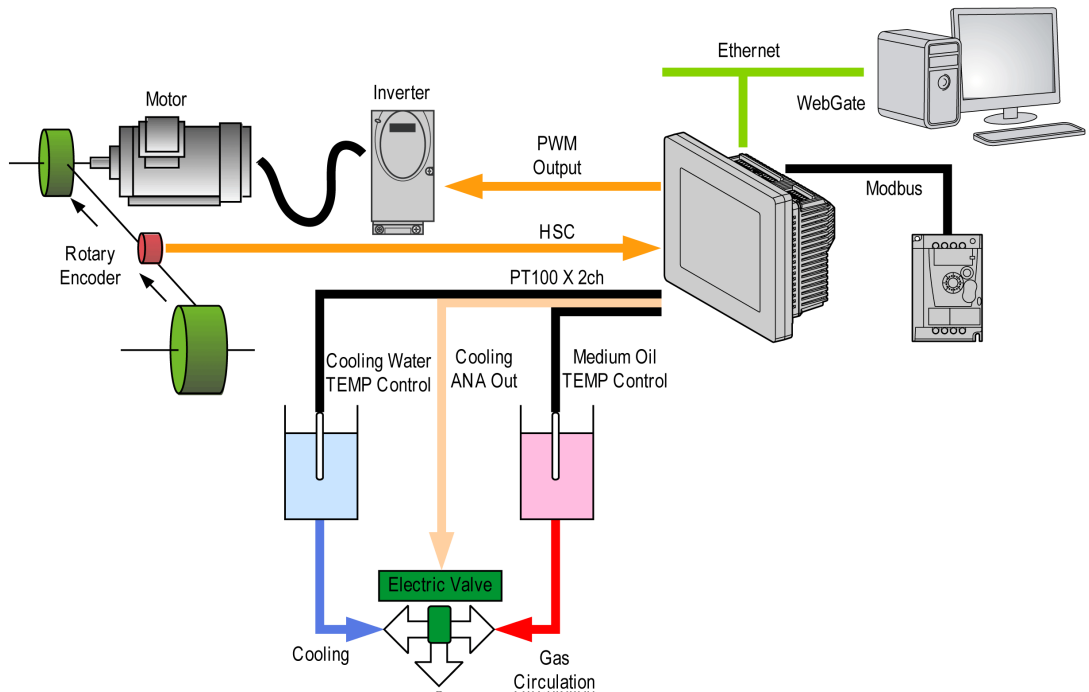 Ethernet
WebGate
Motor
Inverter
PWM
Output
Modbus
HSC
Rotary
Encoder
PT100 X 2ch
Cooling Water
TEMP Control
Cooling
ANA Out
Medium Oil
TEMP Control
Electric Valve
Cooling
Gas
Circulation